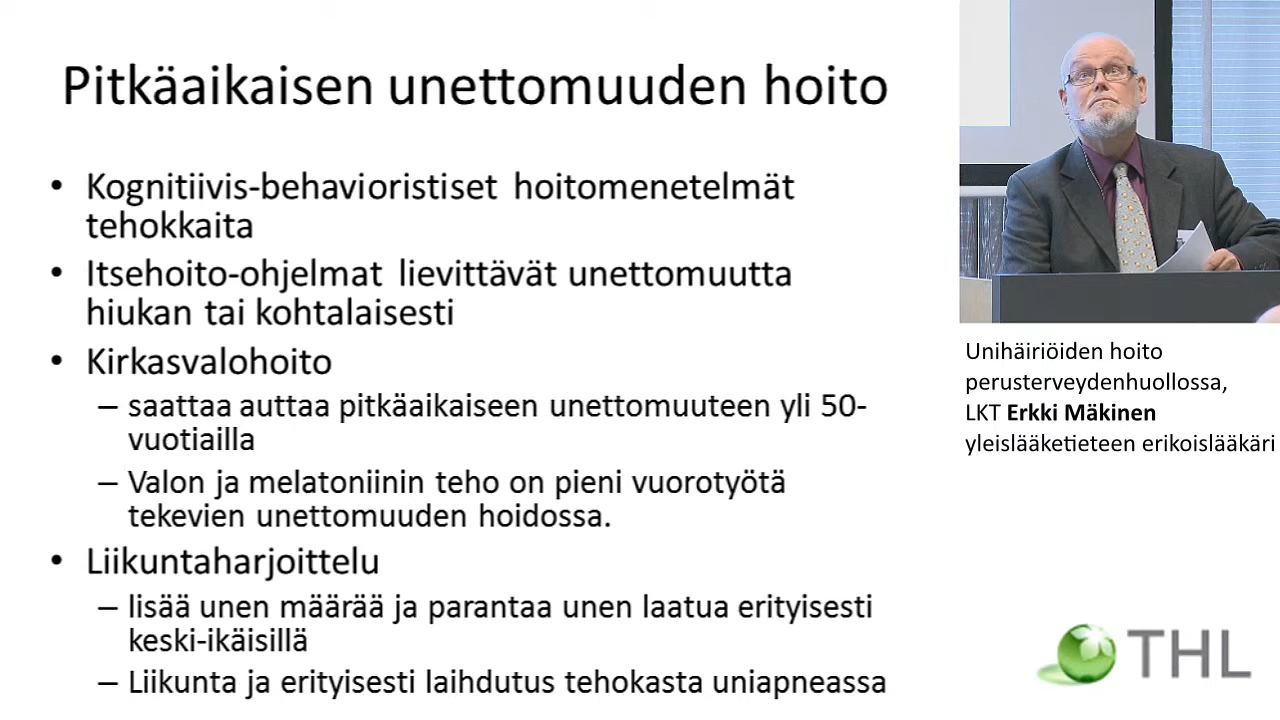 Pitkäaikaisen unettomuuden hoito
• Kognitiivis-behavioristiset hoitomenetelmät
tehokkaita
• Itsehoito-ohjelmat lievittävät unettomuutta
hiukan tai kohtalaisesti
• Kirkasvalohoito
– saattaa auttaa pitkäaikaiseen unettomuuteen yli 50-
vuotiailla
– Valon ja melatoniinin teho on pieni vuorotyötä
tekevien unettomuuden hoidossa.
• Liikuntaharjoittelu
– lisää unen määrää ja parantaa unen laatua erityisesti
keski-ikäisillä
– Liikunta ja erityisesti laihdutus tehokasta uniapneassa
Unihäiriöiden hoito
perusterveydenhuollossa,
LKT Erkki Mäkinen
yleislääketieteen erikoislääkäri
THL